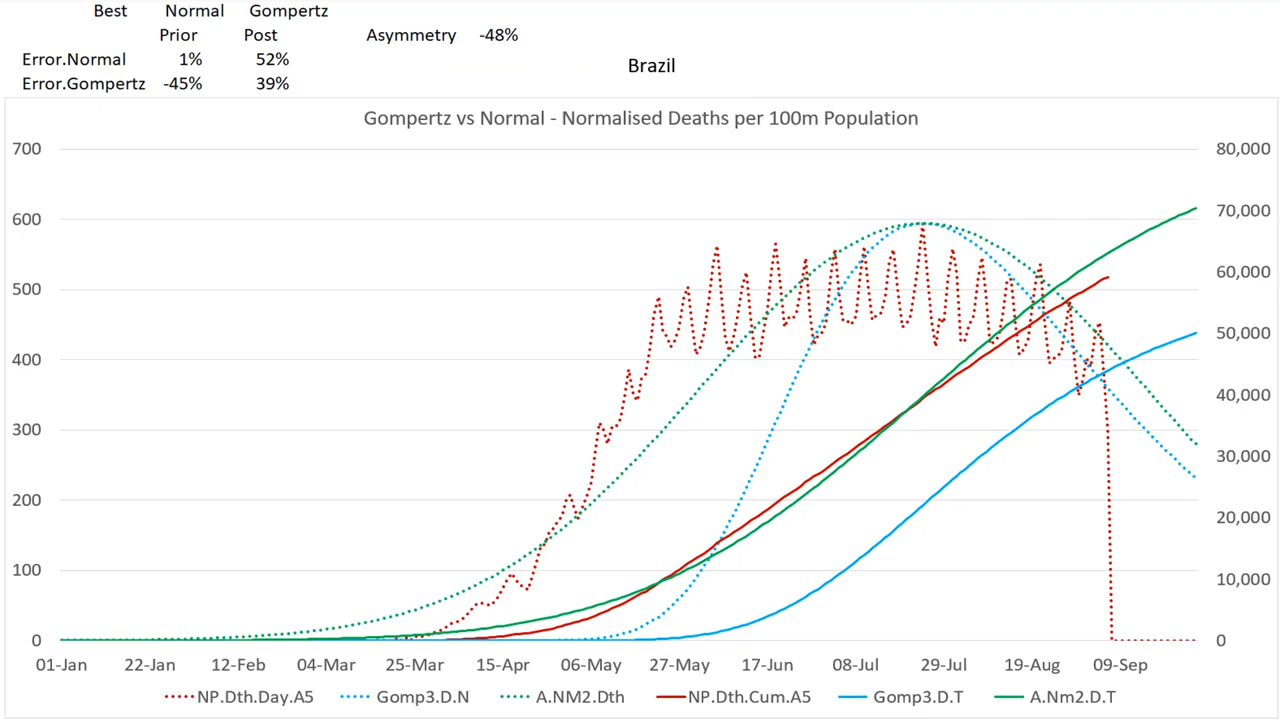 Best Normal Gompertz
Prior Post Asymmetry -48%
Error.Normal 1% 52%
Brazil
Error.Gompertz -45% 39%
Gompertz vs Normal - Normalised Deaths per 100m Population
700 80,000
600 70,000
60,000
500
50,000
400
40,000
300
30,000
200
20,000
100
10,000
0 0
01-Jan 22-Jan 12-Feb 04-Mar 25-Mar 15-Apr 06-May 27-May 17-Jun 08-Jul 29-Jul 19-Aug 09-Sep
NP.Dth.Day.A5 Gomp3.D.N A.NM2.Dth NP.Dth.Cum.A5 Gomp3.D.T A.Nm2.D.T